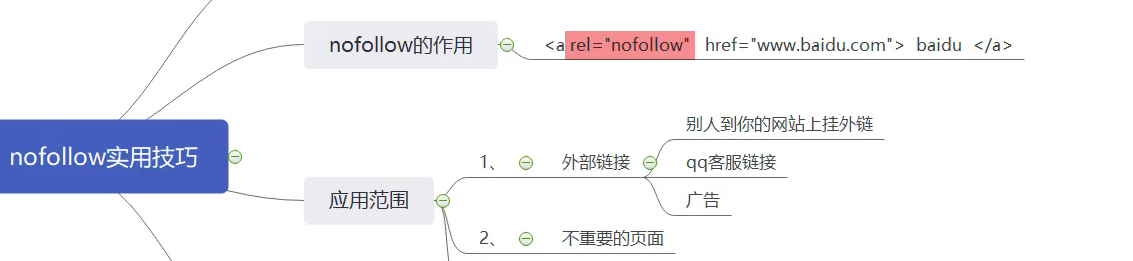 nofollow的作用
<a rel="nofollow" href="www.baidu.com"> baidu </a>
nofollow实用技巧
应用范围
1、 外部链接
别人到你的网站上挂外链
qq客服链接
广告
2、 不重要的页面